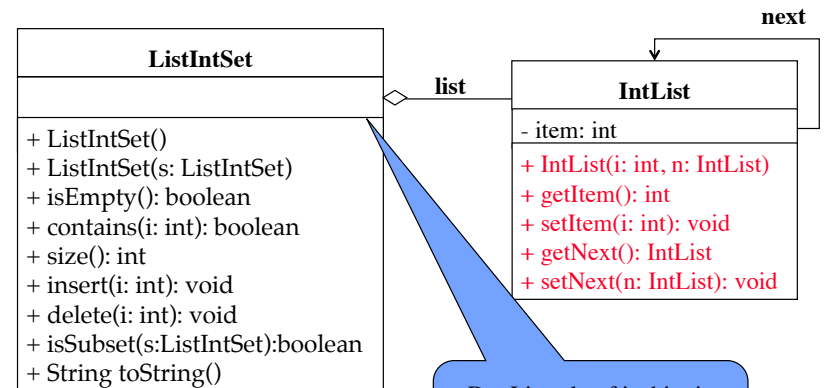 next
ListIntSet
list
IntList
- item: int
+ ListIntSet()
+ ListIntSet(s: ListIntSet)
+ isEmpty(): boolean
+ contains(i: int): boolean
+ size(): int
+ insert(i: int): void
+ delete(i: int): void
+ isSubset(s:ListIntSet):boolean
+ String toString()
+ IntList(i: int, n: IntList)
+ getItem(): int
+ setItem(i: int): void
+ getNext(): IntList
+ setNext(n: IntList): void